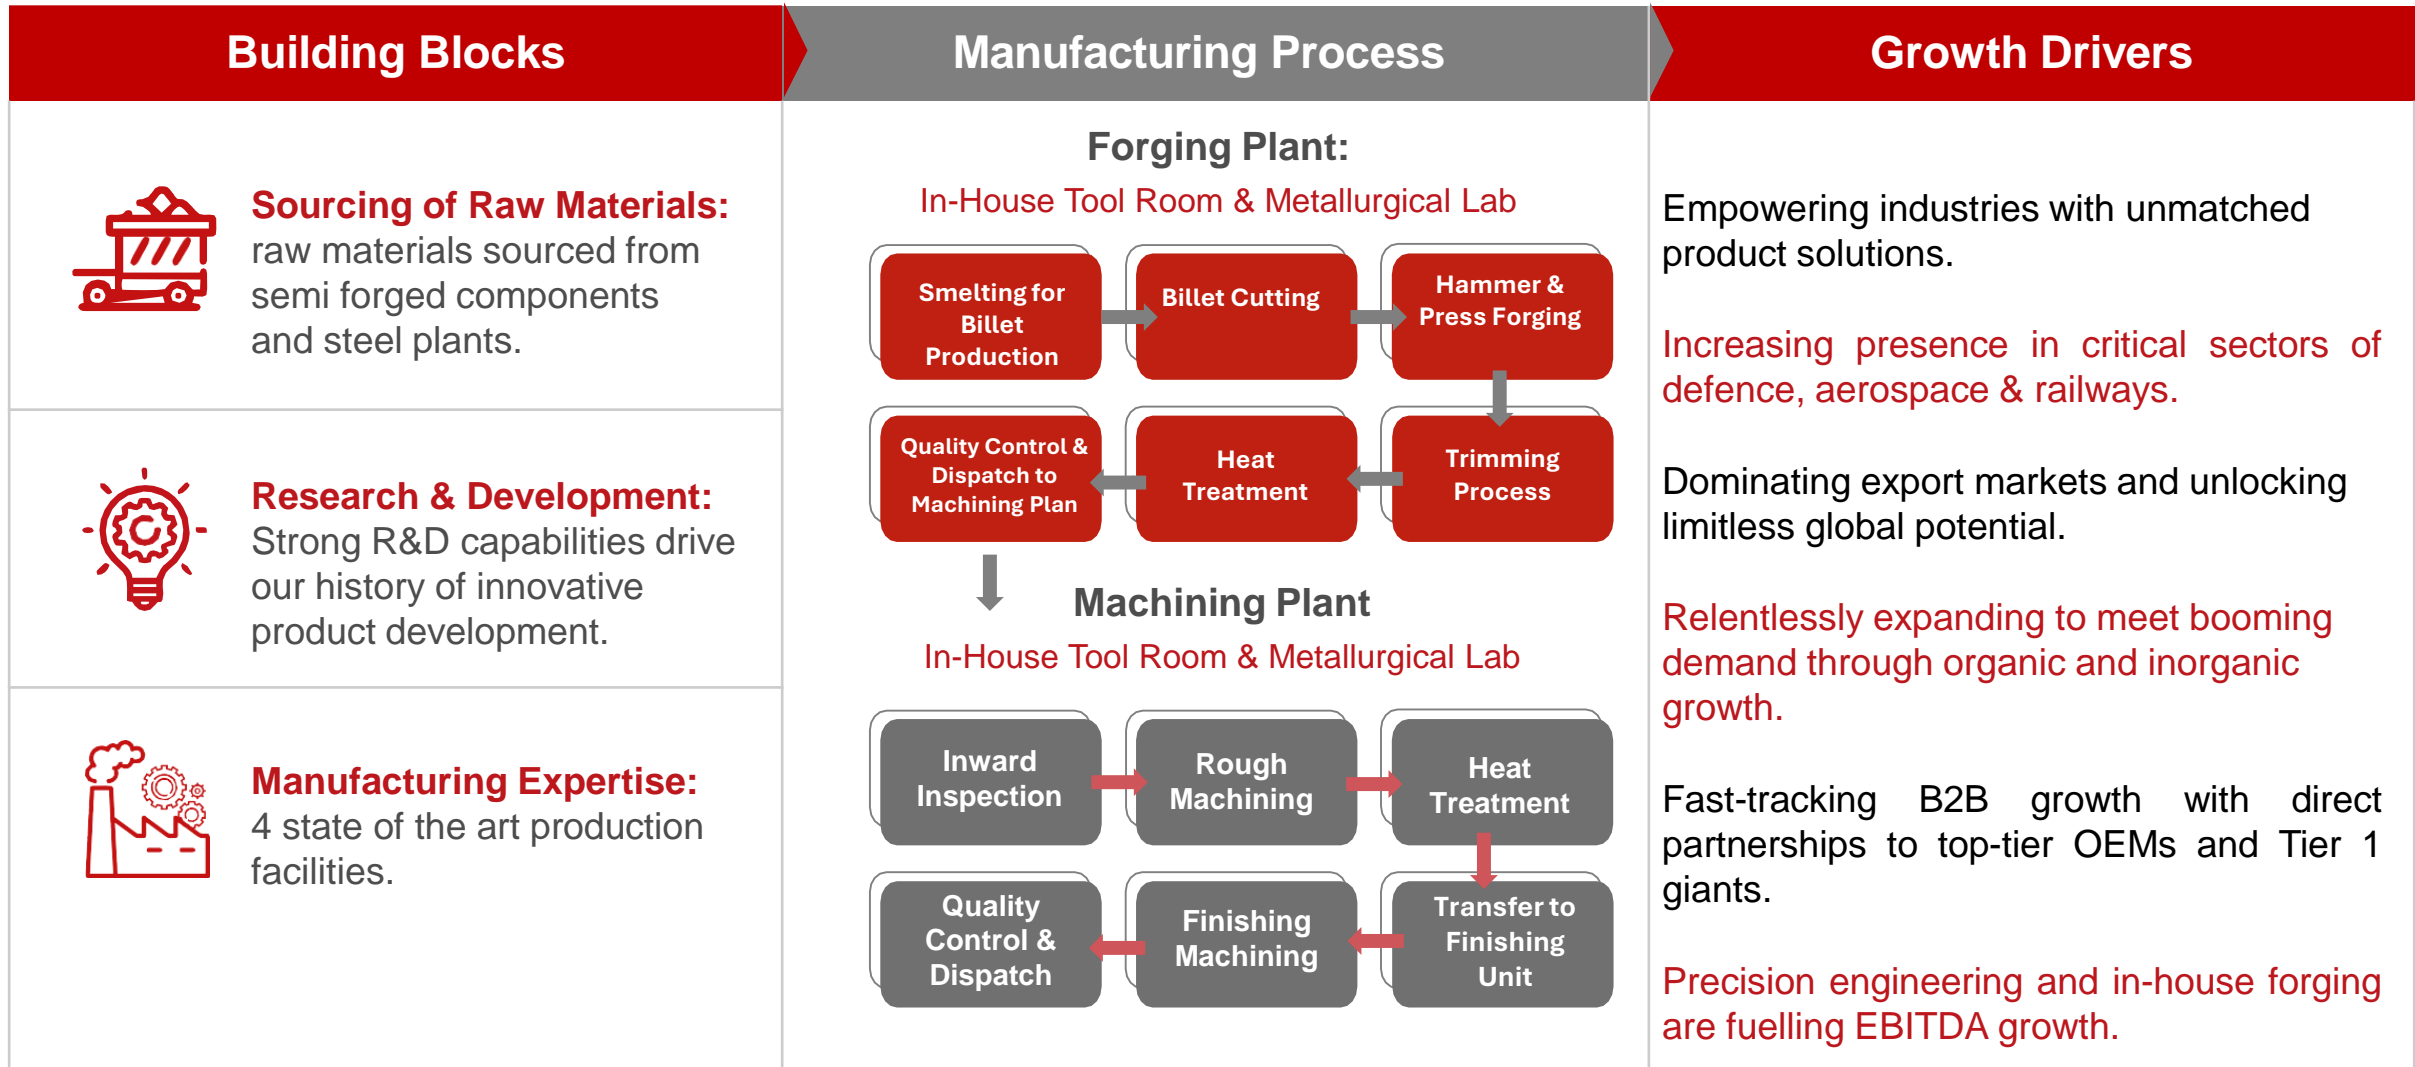 Building Blocks
Manufacturing Process
Growth Drivers
Sourcing of Raw Materials:
raw materials sourced from
semi forged components
and steel plants.
Research & Development:
Strong R&D capabilities drive
our history of innovative
product development.
Manufacturing Expertise:
4 state of the art production
facilities.
Forging Plant:
In-House Tool Room & Metallurgical Lab
Smelting for
Billet
Production
Billet Cutting
Hammer &
Press Forging
Trimming
Process
Heat
Treatment
Quality Control &
Dispatch to
Machining Plan
Machining Plant
In-House Tool Room & Metallurgical Lab
Inward
Inspection
Rough
Machining
Heat
Treatment
Transfer to
Finishing
Unit
Finishing
Machining
Quality
Control &
Dispatch
Empowering industries with unmatched
product solutions.
Increasing presence in critical sectors of
defence, aerospace & railways.
Dominating export markets and unlocking
limitless global potential.
Relentlessly expanding to meet booming
demand through organic and inorganic
growth.
Fast-tracking B2B growth with direct
partnerships to top-tier OEMs and Tier 1
giants.
Precision engineering and in-house forging
are fuelling EBITDA growth.